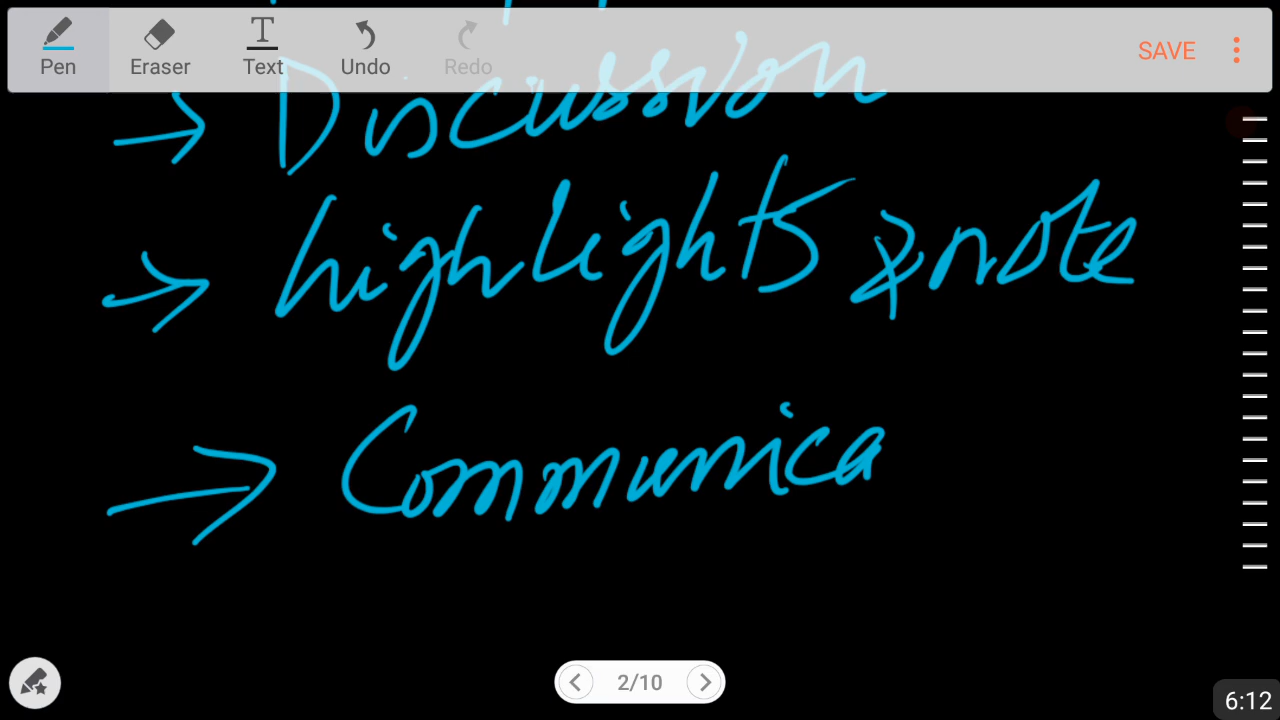 Pen Eraser Text Undo Redo SAVE
→ Discussion
→ highlights & note
→ Communica
2/10
6:12